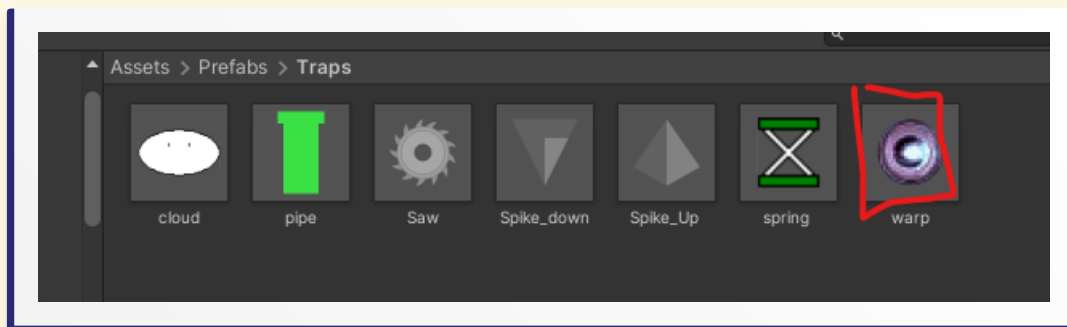 Assets > Prefabs > Traps
cloud pipe Saw Spike_down Spike_Up spring warp